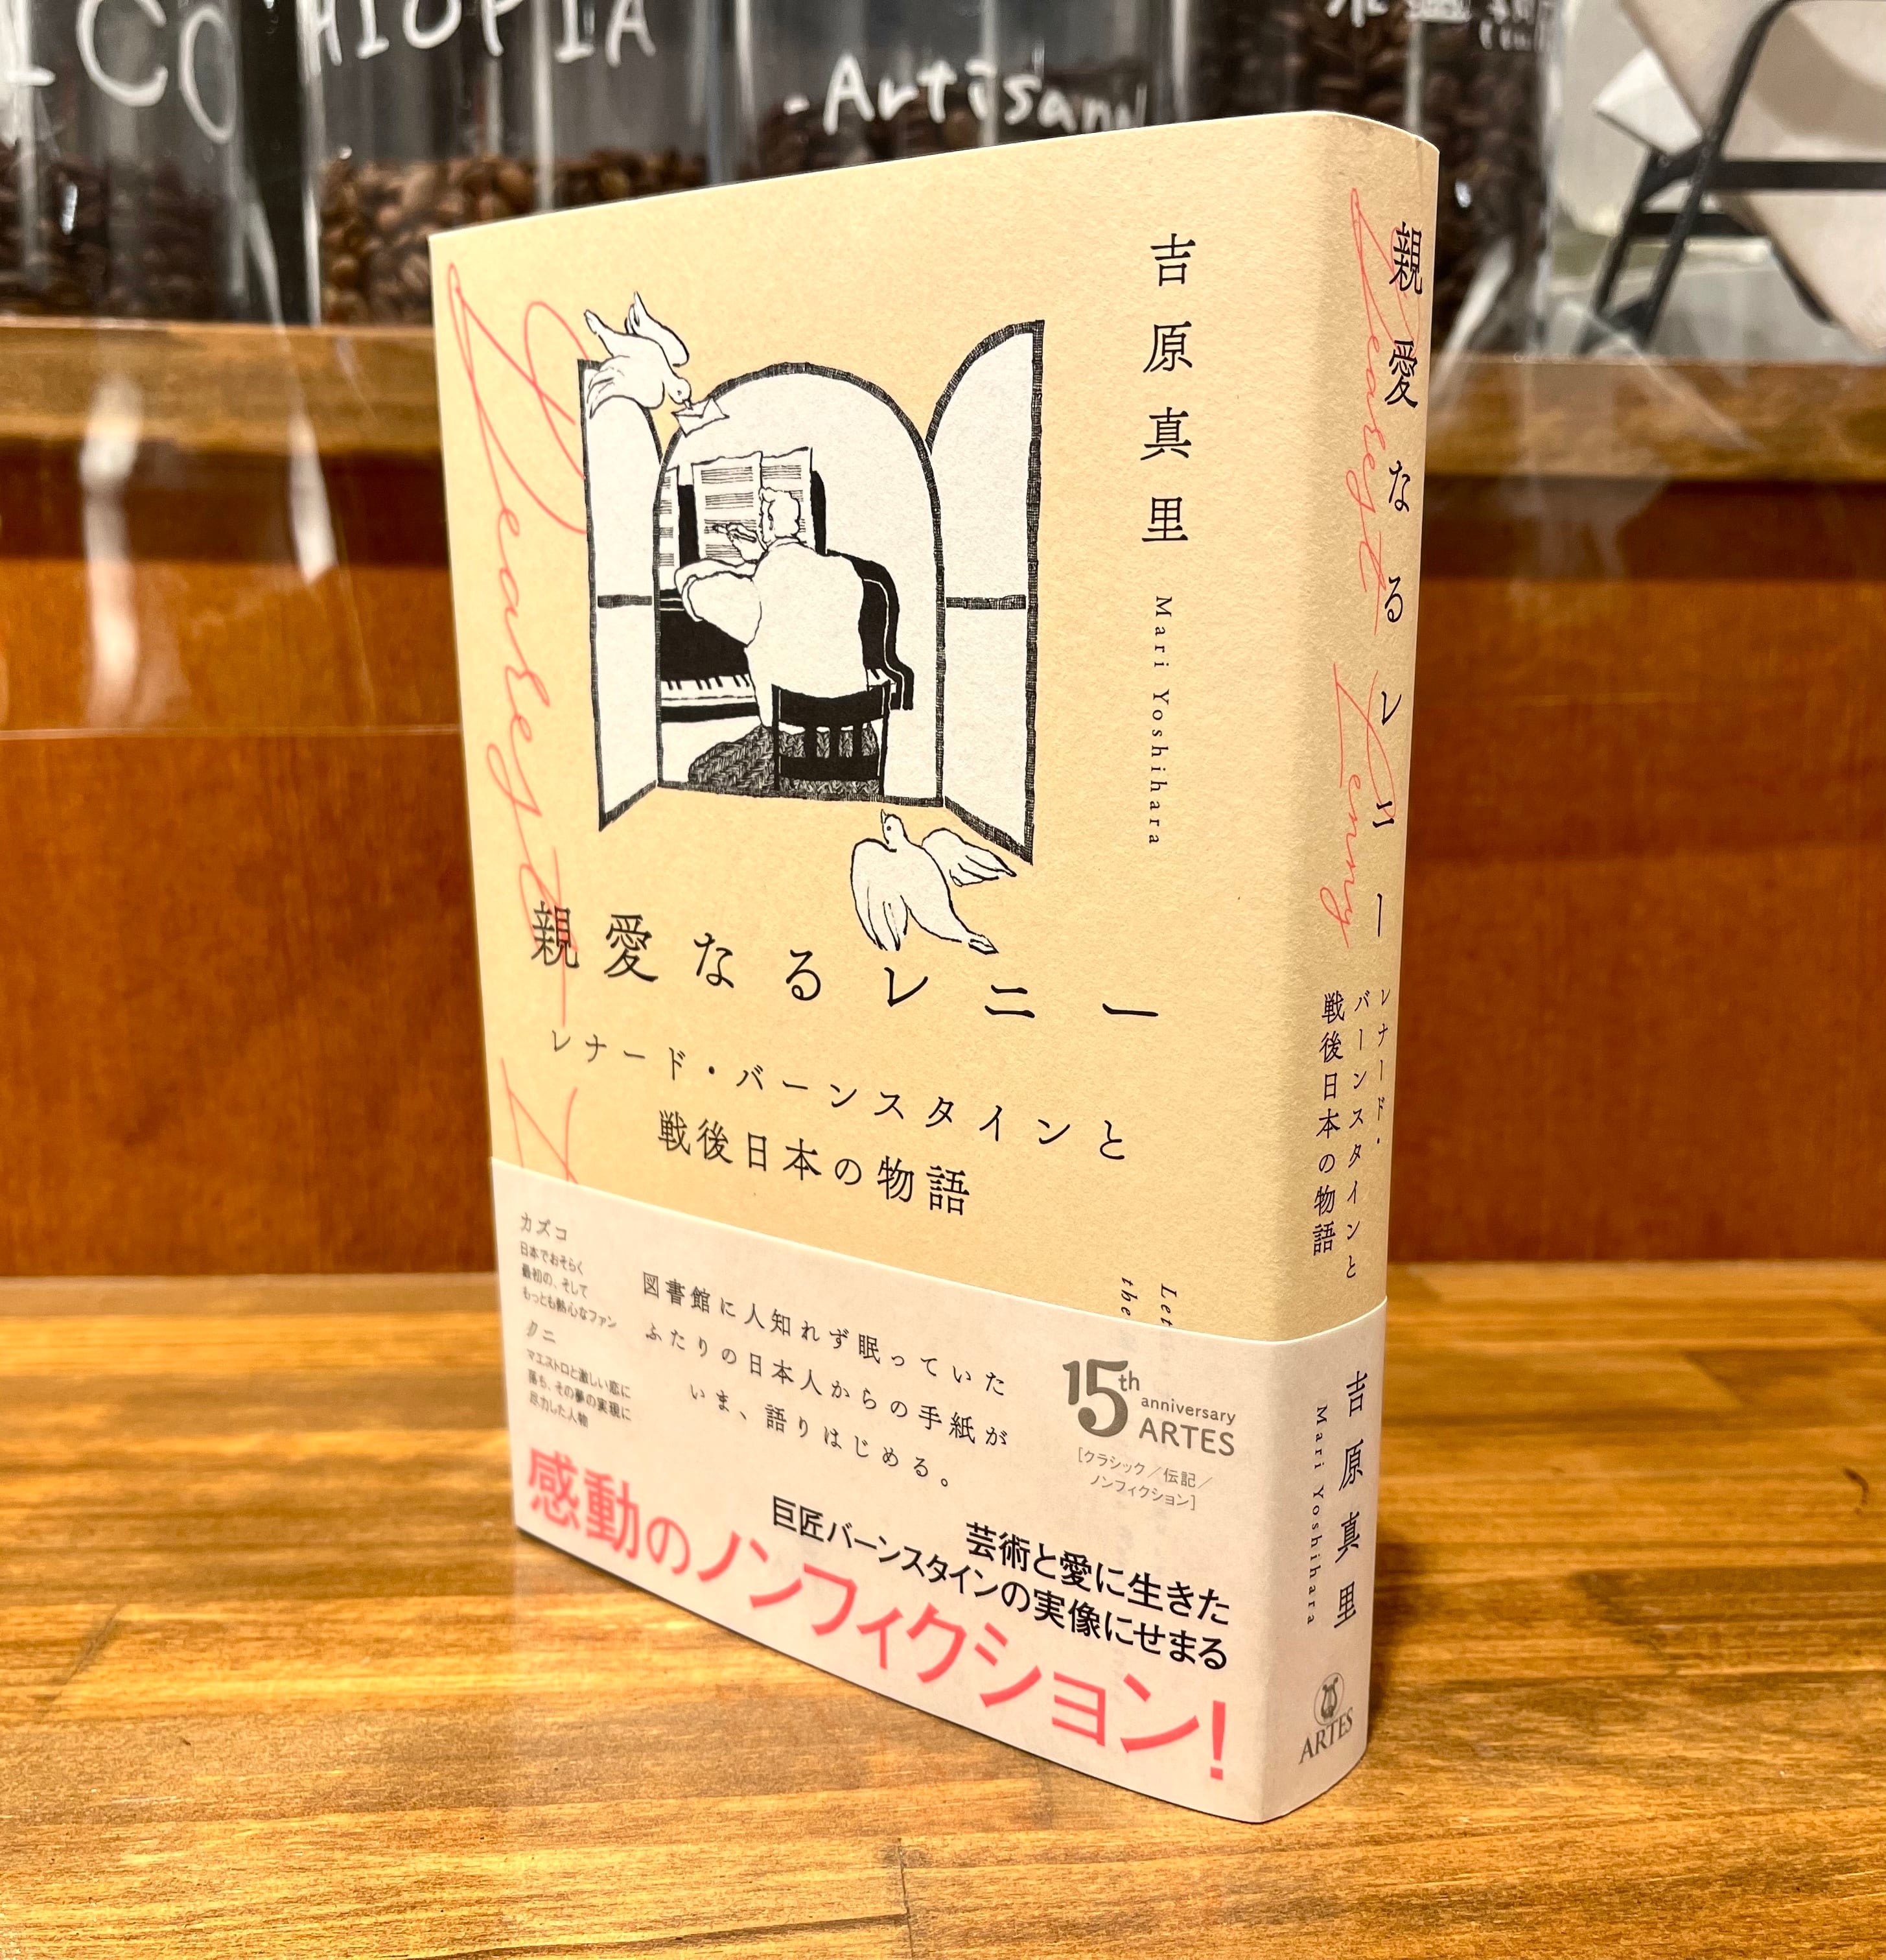 HIOPIA
-Artisan
吉原真里
Mari Yoshihara
Dearest
親愛なるレニー
レナード・バーンスタインと
戦後日本の物語
Let
the
カズコ
日本でおそらく
最初の、そして
もっとも熱心なファン
クニ
マエストロと激しい恋に
落ち、その夢の実現に
尽力した人物
図書館に人知れず眠っていた
ふたりの日本人からの手紙が
いま、語りはじめる。
15th
anniversary
ARTES
[クラシック／伝記／
ノンフィクション]
芸術と愛に生きた
巨匠バーンスタインの実像にせまる
感動のノンフィクション!
親愛なるレニー
Dearest Lenny
レナード・
バーンスタインと
戦後日本の物語
吉原真里
Mari Yoshihara
ARTES